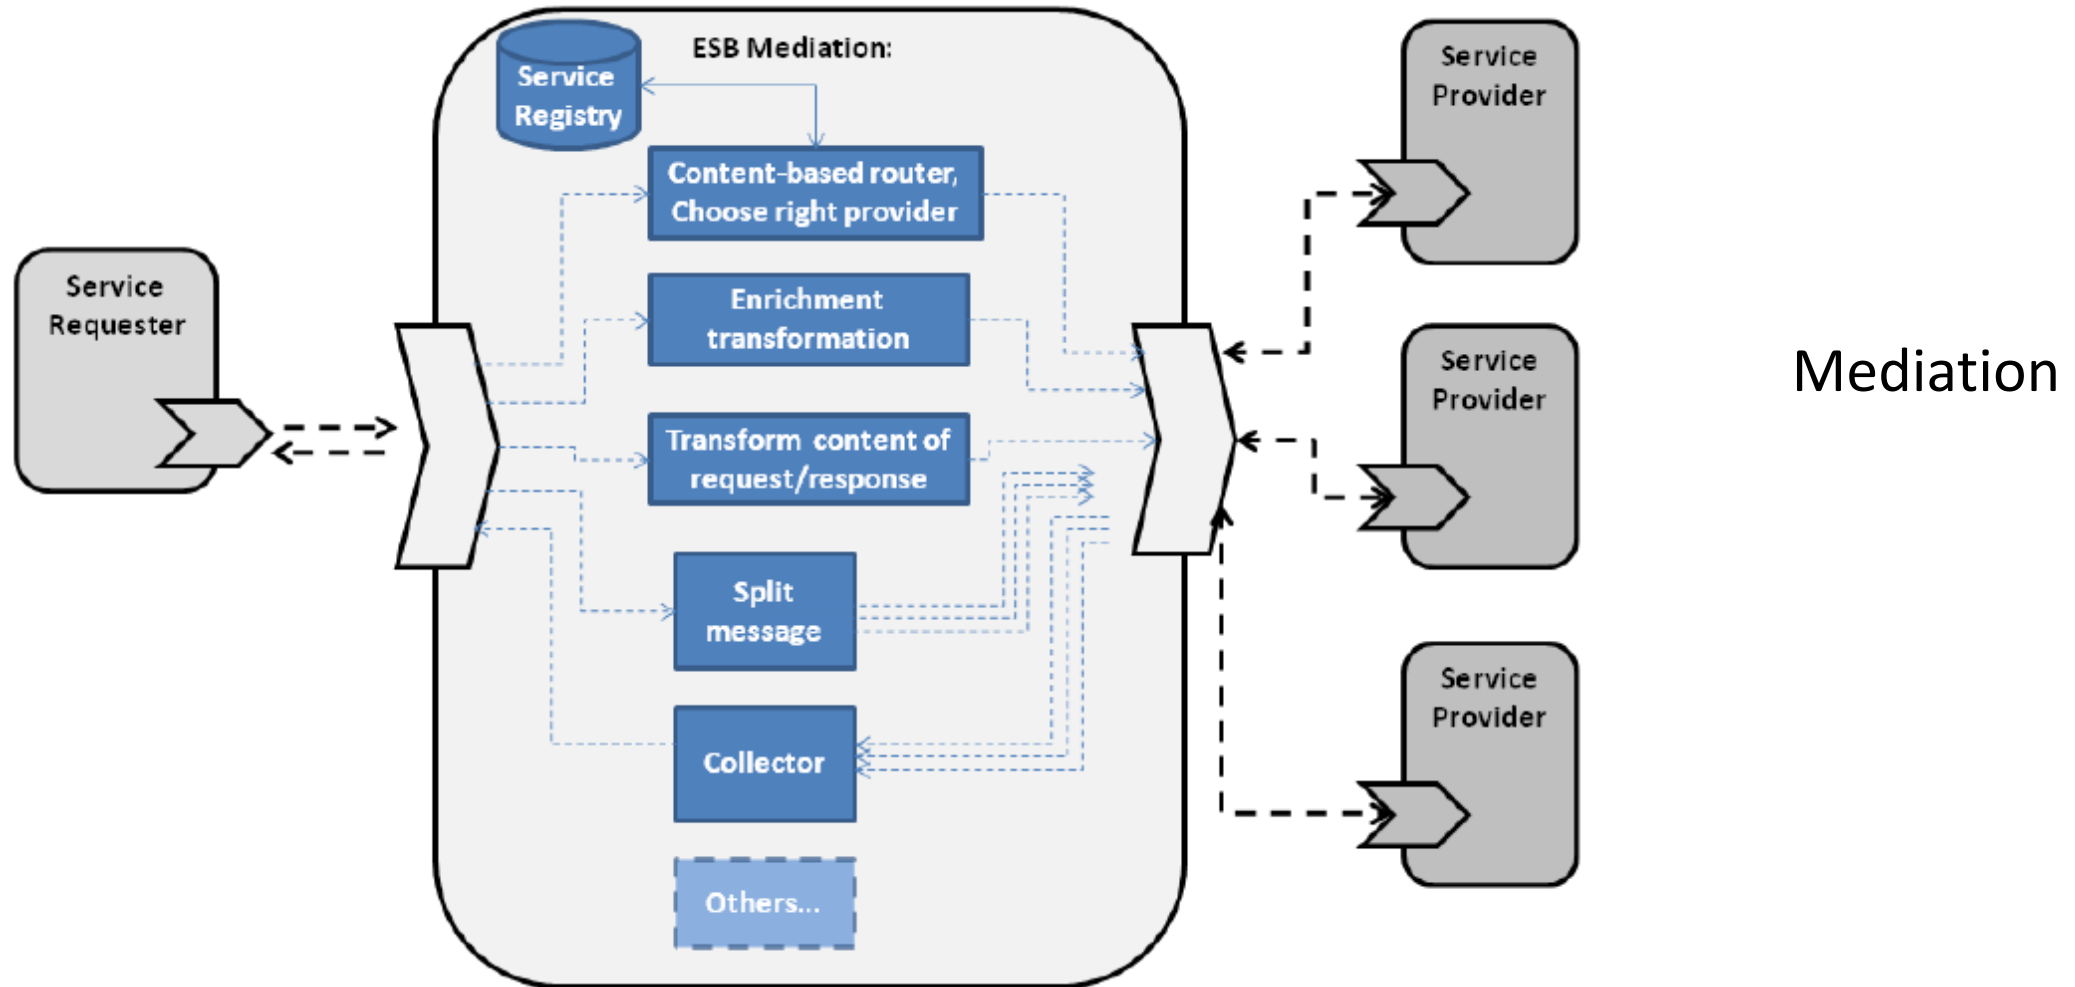 ESB Mediation:
Service
Registry
Content-based router,
Choose right provider
Enrichment
transformation
Transform content of
request/response
Split
message
Collector
Others...
Service
Requester
Service
Provider
Service
Provider
Service
Provider
Mediation